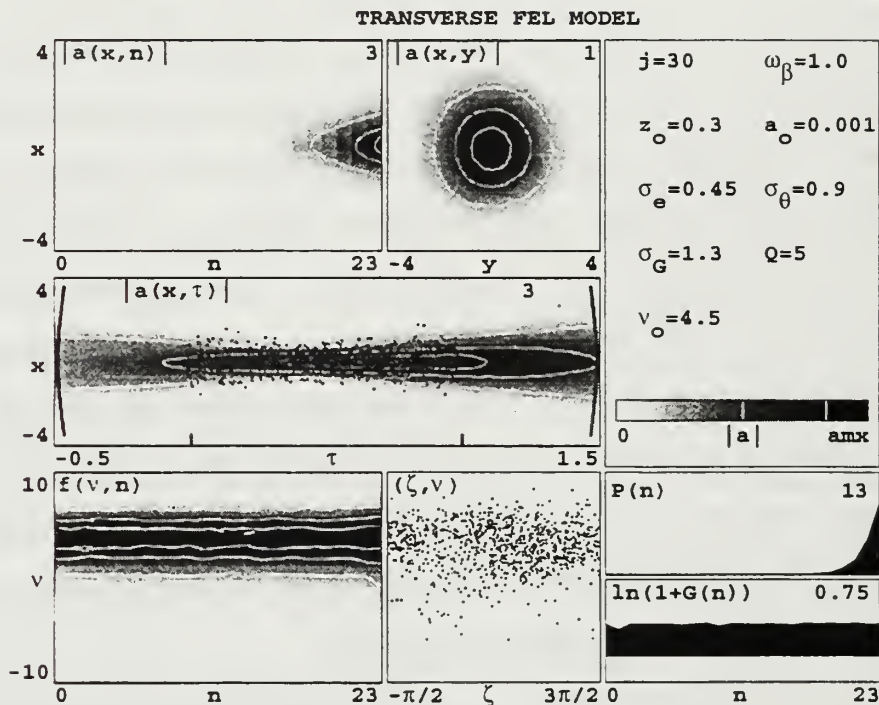 TRANSVERSE FEL MODEL
4 |a(x,n)| 3
|a(x,y)| 1
x
-4
0 n 23
-4 y 4
j=30 ω_β=1.0
z_o=0.3 a_o=0.001
σ_e=0.45 σ_θ=0.9
σ_G=1.3 Q=5
ν_o=4.5
0 |a| amx
4 |a(x,τ)| 3
x
-4
-0.5 τ 1.5
10 f(ν,n)
ν
-10
0 n 23
(ζ,ν)
-π/2 ζ 3π/2
P(n) 13
ln(1+G(n)) 0.75
0 n 23